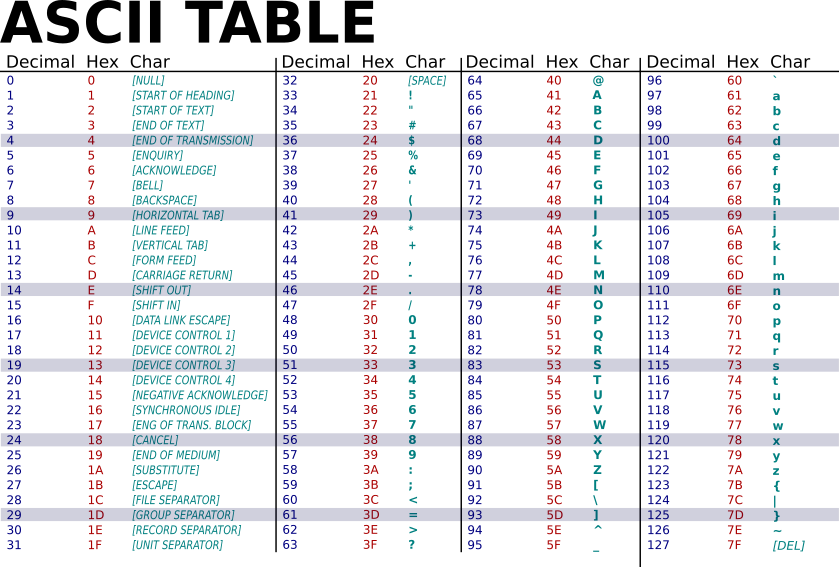 ASCII TABLE
Decimal Hex Char Decimal Hex Char Decimal Hex Char Decimal Hex Char
0 0 [NULL] 32 20 [SPACE] 64 40 @ 96 60 `
1 1 [START OF HEADING] 33 21 ! 65 41 A 97 61 a
2 2 [START OF TEXT] 34 22 " 66 42 B 98 62 b
3 3 [END OF TEXT] 35 23 # 67 43 C 99 63 c
4 4 [END OF TRANSMISSION] 36 24 $ 68 44 D 100 64 d
5 5 [ENQUIRY] 37 25 % 69 45 E 101 65 e
6 6 [ACKNOWLEDGE] 38 26 & 70 46 F 102 66 f
7 7 [BELL] 39 27 ' 71 47 G 103 67 g
8 8 [BACKSPACE] 40 28 ( 72 48 H 104 68 h
9 9 [HORIZONTAL TAB] 41 29 ) 73 49 I 105 69 i
10 A [LINE FEED] 42 2A * 74 4A J 106 6A j
11 B [VERTICAL TAB] 43 2B + 75 4B K 107 6B k
12 C [FORM FEED] 44 2C , 76 4C L 108 6C l
13 D [CARRIAGE RETURN] 45 2D - 77 4D M 109 6D m
14 E [SHIFT OUT] 46 2E . 78 4E N 110 6E n
15 F [SHIFT IN] 47 2F / 79 4F O 111 6F o
16 10 [DATA LINK ESCAPE] 48 30 0 80 50 P 112 70 p
17 11 [DEVICE CONTROL 1] 49 31 1 81 51 Q 113 71 q
18 12 [DEVICE CONTROL 2] 50 32 2 82 52 R 114 72 r
19 13 [DEVICE CONTROL 3] 51 33 3 83 53 S 115 73 s
20 14 [DEVICE CONTROL 4] 52 34 4 84 54 T 116 74 t
21 15 [NEGATIVE ACKNOWLEDGE] 53 35 5 85 55 U 117 75 u
22 16 [SYNCHRONOUS IDLE] 54 36 6 86 56 V 118 76 v
23 17 [ENG OF TRANS. BLOCK] 55 37 7 87 57 W 119 77 w
24 18 [CANCEL] 56 38 8 88 58 X 120 78 x
25 19 [END OF MEDIUM] 57 39 9 89 59 Y 121 79 y
26 1A [SUBSTITUTE] 58 3A : 90 5A Z 122 7A z
27 1B [ESCAPE] 59 3B ; 91 5B [ 123 7B {
28 1C [FILE SEPARATOR] 60 3C < 92 5C \ 124 7C |
29 1D [GROUP SEPARATOR] 61 3D = 93 5D ] 125 7D }
30 1E [RECORD SEPARATOR] 62 3E > 94 5E ^ 126 7E ~
31 1F [UNIT SEPARATOR] 63 3F ? 95 5F _ 127 7F [DEL]